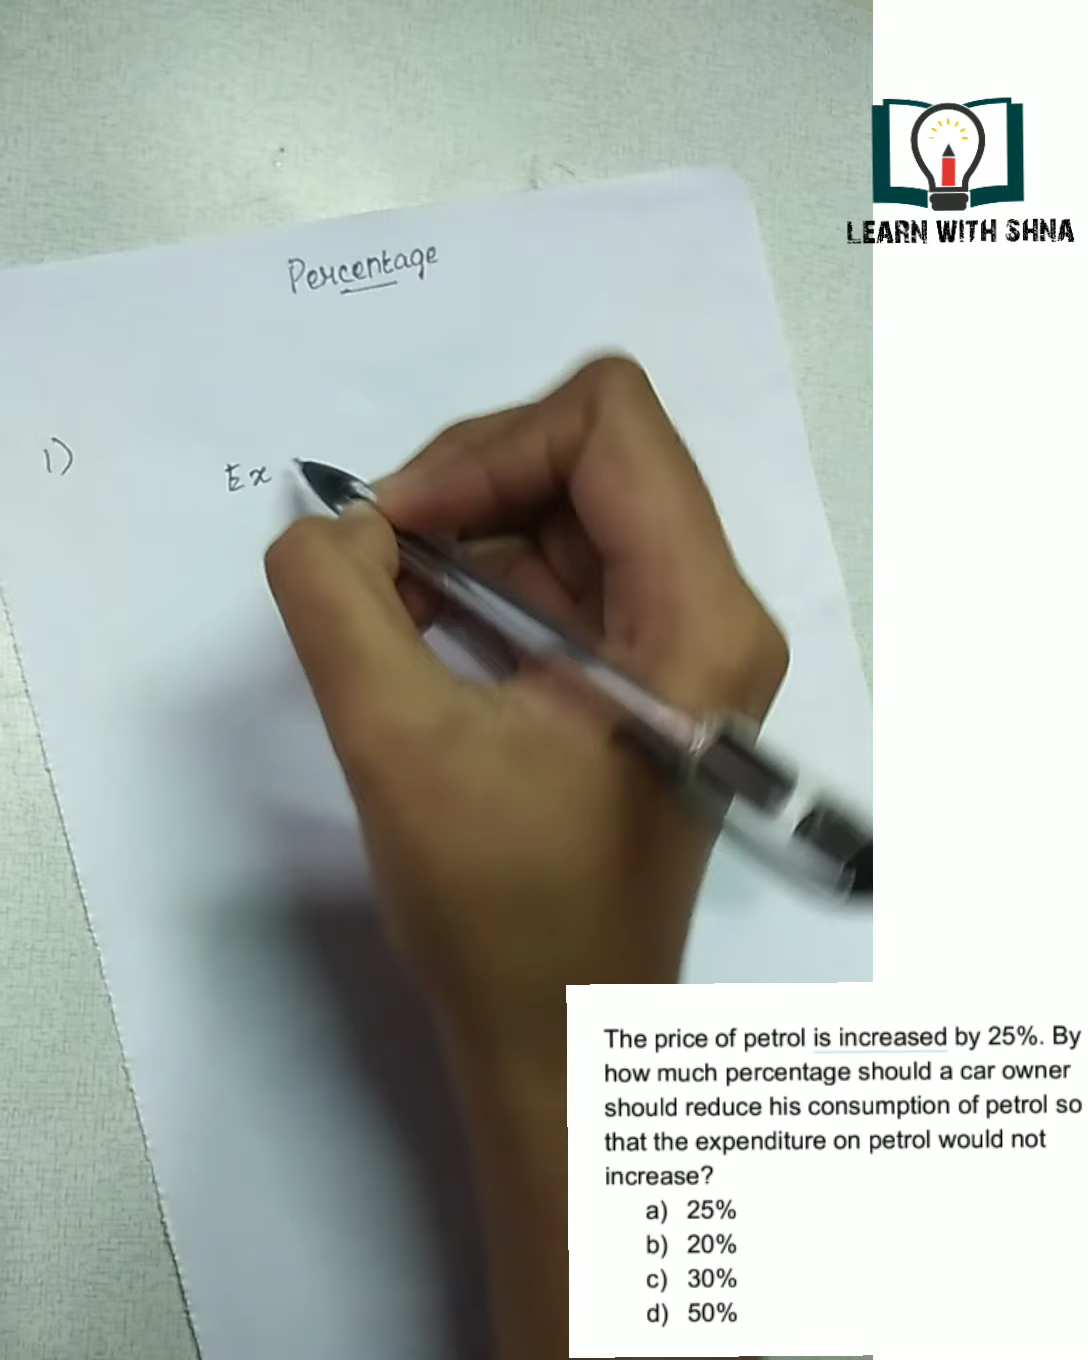 LEARN WITH SHNA
Percentage
1)
Ex
The price of petrol is increased by 25%. By
how much percentage should a car owner
should reduce his consumption of petrol so
that the expenditure on petrol would not
increase?
a) 25%
b) 20%
c) 30%
d) 50%